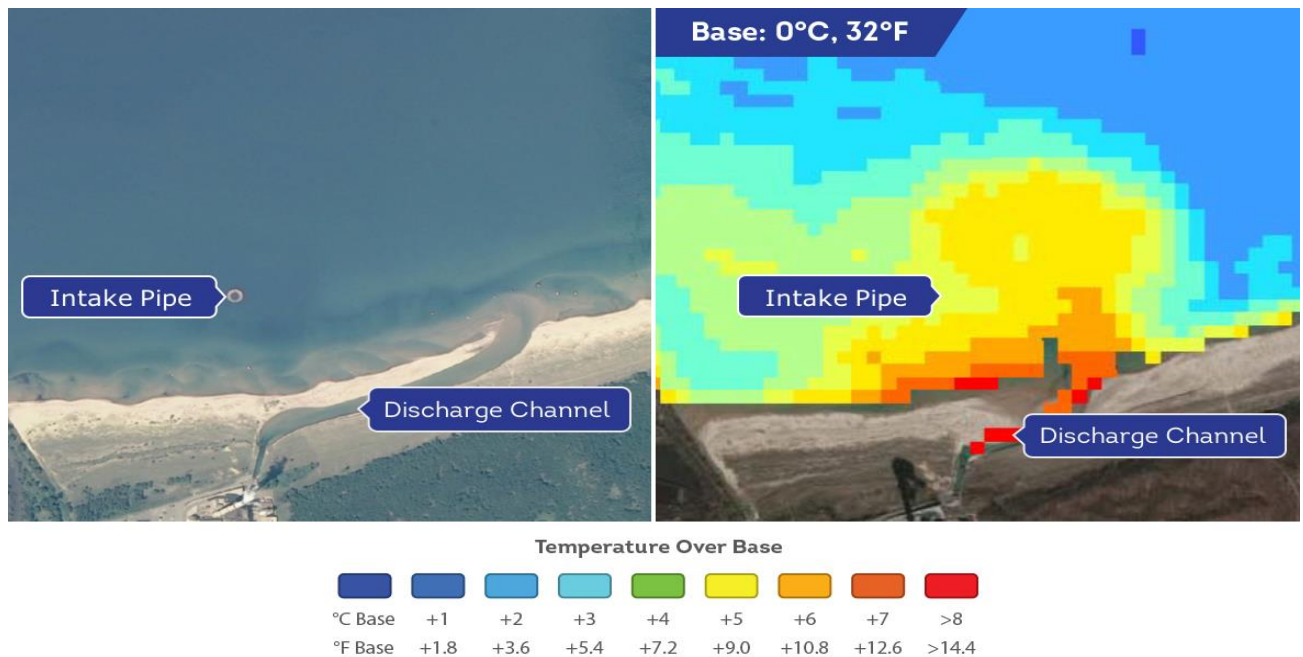 Base: 0°C, 32°F
Intake Pipe
Discharge Channel
Intake Pipe
Discharge Channel
Temperature Over Base
°C Base +1 +2 +3 +4 +5 +6 +7 >8
°F Base +1.8 +3.6 +5.4 +7.2 +9.0 +10.8 +12.6 >14.4